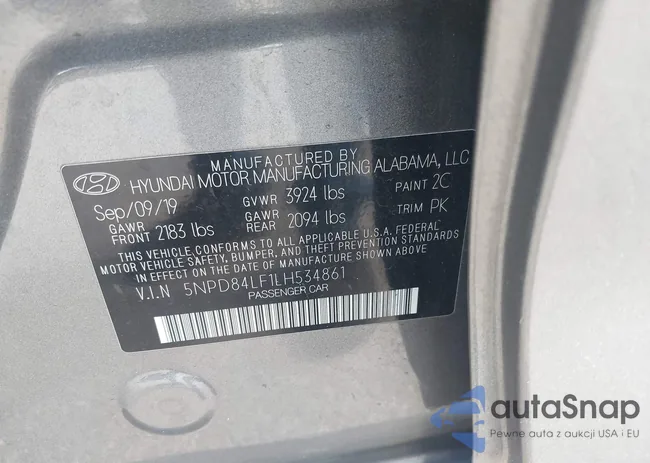 MANUFACTURED BY
HYUNDAI MOTOR MANUFACTURING ALABAMA, LLC
Sep/09/19 GVWR 3924 lbs PAINT 2C
GAWR FRONT 2183 lbs GAWR REAR 2094 lbs TRIM PK
THIS VEHICLE CONFORMS TO ALL APPLICABLE U.S.A. FEDERAL
MOTOR VEHICLE SAFETY, BUMPER, AND THEFT PREVENTION STANDARDS
IN EFFECT ON THE DATE OF MANUFACTURE SHOWN ABOVE.
V.I.N 5NPD84LF1LH534861
PASSENGER CAR
autaSnap
Pewne auta z aukcji USA i EU